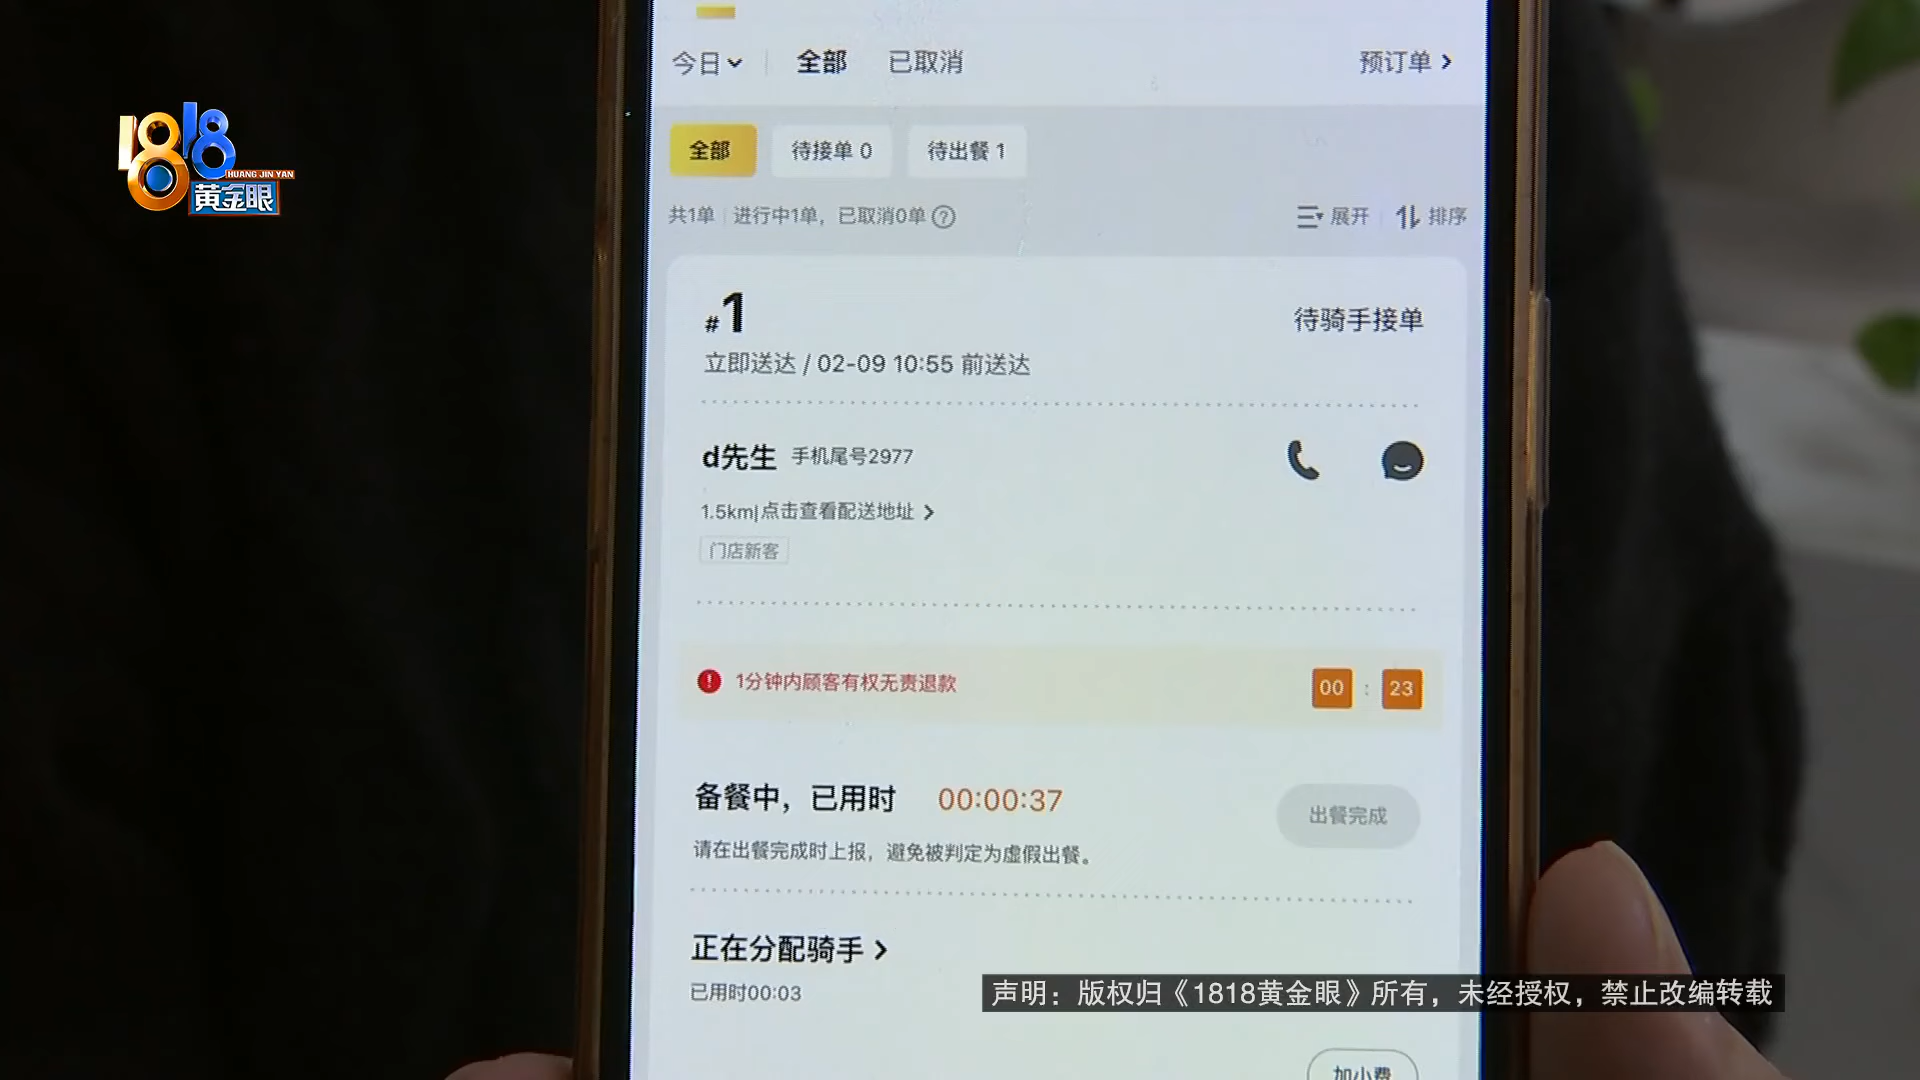 今日 全部 已取消 预订单
1818
HUANG JIN YAN
黄金眼
全部 待接单 0 待出餐 1
共1单 进行中1单，已取消0单 展开 排序
#1 待骑手接单
立即送达 / 02-09 10:55 前送达
d先生 手机尾号2977
1.5km|点击查看配送地址
门店新客
1分钟内顾客有权无责退款 00 : 23
备餐中，已用时 00:00:37 出餐完成
请在出餐完成时上报，避免被判定为虚假出餐。
正在分配骑手
已用时00:03
声明：版权归《1818黄金眼》所有，未经授权，禁止改编转载
加小费